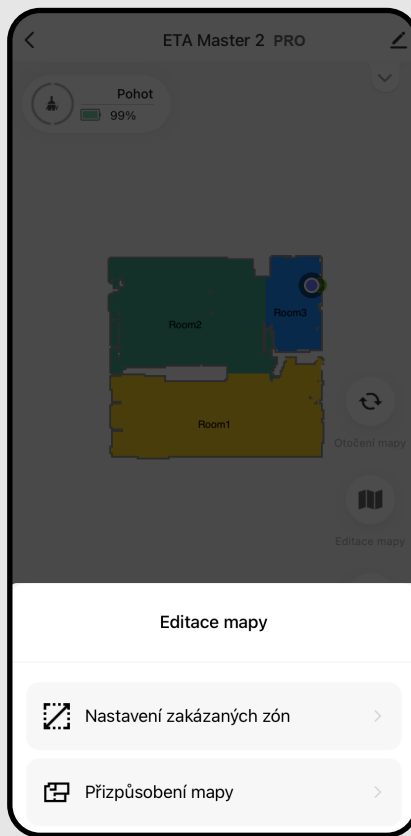 ETA Master 2 PRO
Pohot
99%
Room2
Room3
Room1
Otočení mapy
Editace mapy
Editace mapy
Nastavení zakázaných zón
Přizpůsobení mapy